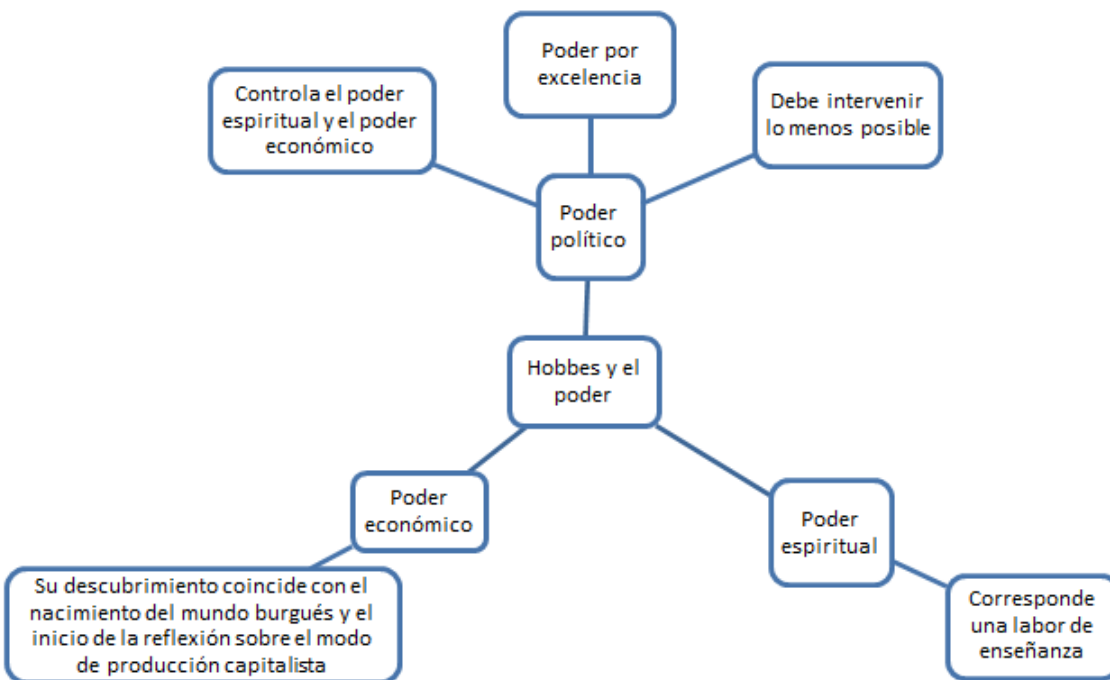 Poder por
excelencia
Controla el poder
espiritual y el poder
económico
Debe intervenir
lo menos posible
Poder
político
Hobbes y el
poder
Poder
económico
Poder
espiritual
Su descubrimiento coincide con el
nacimiento del mundo burgués y el
inicio de la reflexión sobre el modo
de producción capitalista
Corresponde
una labor de
enseñanza